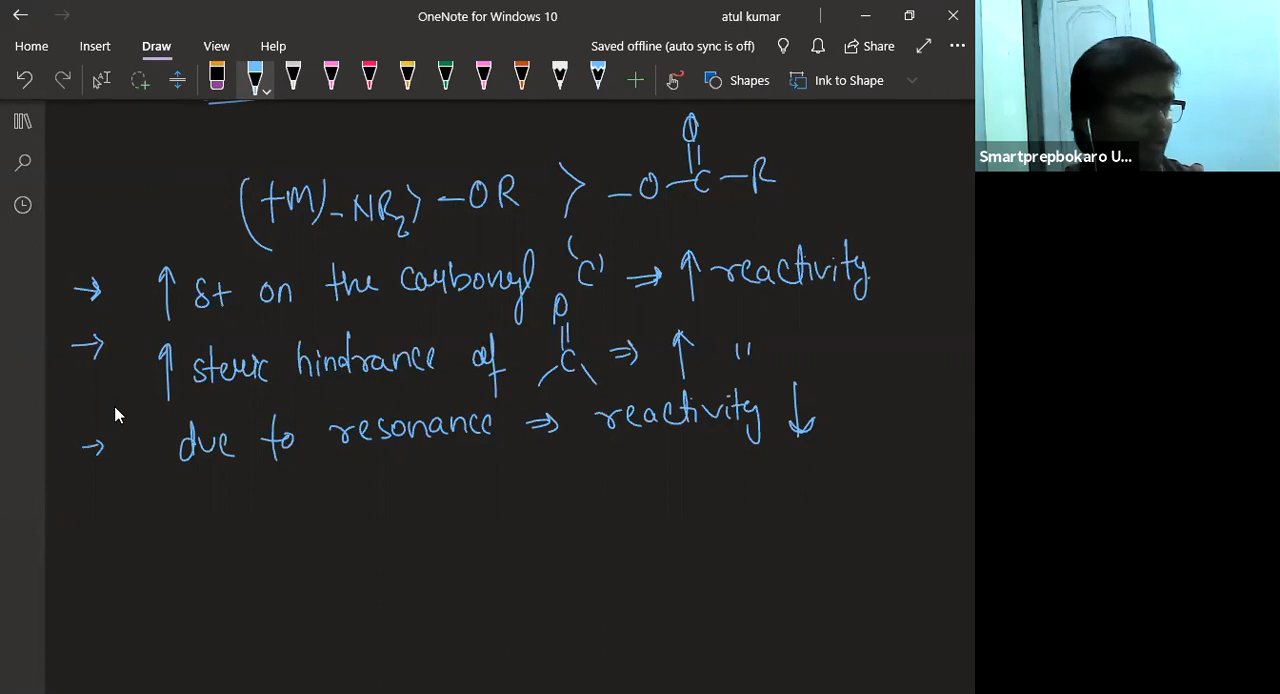 OneNote for Windows 10
atul kumar
Home Insert Draw View Help
Saved offline (auto sync is off)
Share
Shapes
Ink to Shape
Smartprepbokaro U...
O
(+M) -NR2 > -OR > -O-C-R
→ ↑ δ+ on the carbonyl 'C' ⇒ ↑ reactivity
O
→ ↑ steric hindrance of C ⇒ ↑ "
→ due to resonance ⇒ reactivity ↓